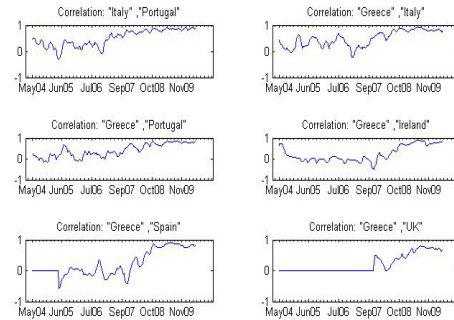 Correlation: "Italy" ,"Portugal"
1
0
-1
May04 Jun05 Jul06 Sep07 Oct08 Nov09
Correlation: "Greece" ,"Italy"
1
0
-1
May04 Jun05 Jul06 Sep07 Oct08 Nov09
Correlation: "Greece" ,"Portugal"
1
0
-1
May04 Jun05 Jul06 Sep07 Oct08 Nov09
Correlation: "Greece" ,"Ireland"
1
0
-1
May04 Jun05 Jul06 Sep07 Oct08 Nov09
Correlation: "Greece" ,"Spain"
1
0
-1
May04 Jun05 Jul06 Sep07 Oct08 Nov09
Correlation: "Greece" ,"UK"
1
0
-1
May04 Jun05 Jul06 Sep07 Oct08 Nov09